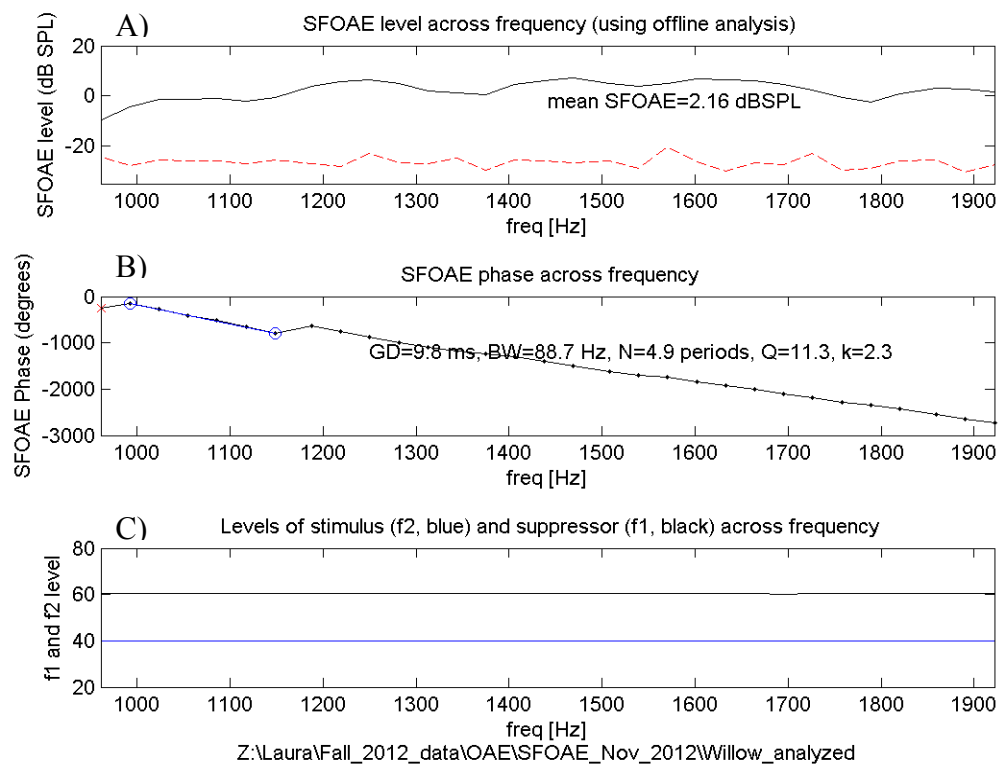 A)
SFOAE level across frequency (using offline analysis)
SFOAE level (dB SPL)
20
0
-20
mean SFOAE=2.16 dBSPL
1000 1100 1200 1300 1400 1500 1600 1700 1800 1900
freq [Hz]
B)
SFOAE phase across frequency
SFOAE Phase (degrees)
0
-1000
-2000
-3000
GD=9.8 ms, BW=88.7 Hz, N=4.9 periods, Q=11.3, k=2.3
1000 1100 1200 1300 1400 1500 1600 1700 1800 1900
freq [Hz]
C)
Levels of stimulus (f2, blue) and suppressor (f1, black) across frequency
f1 and f2 level
80
60
40
20
1000 1100 1200 1300 1400 1500 1600 1700 1800 1900
freq [Hz]
Z:\Laura\Fall_2012_data\OAE\SFOAE_Nov_2012\Willow_analyzed